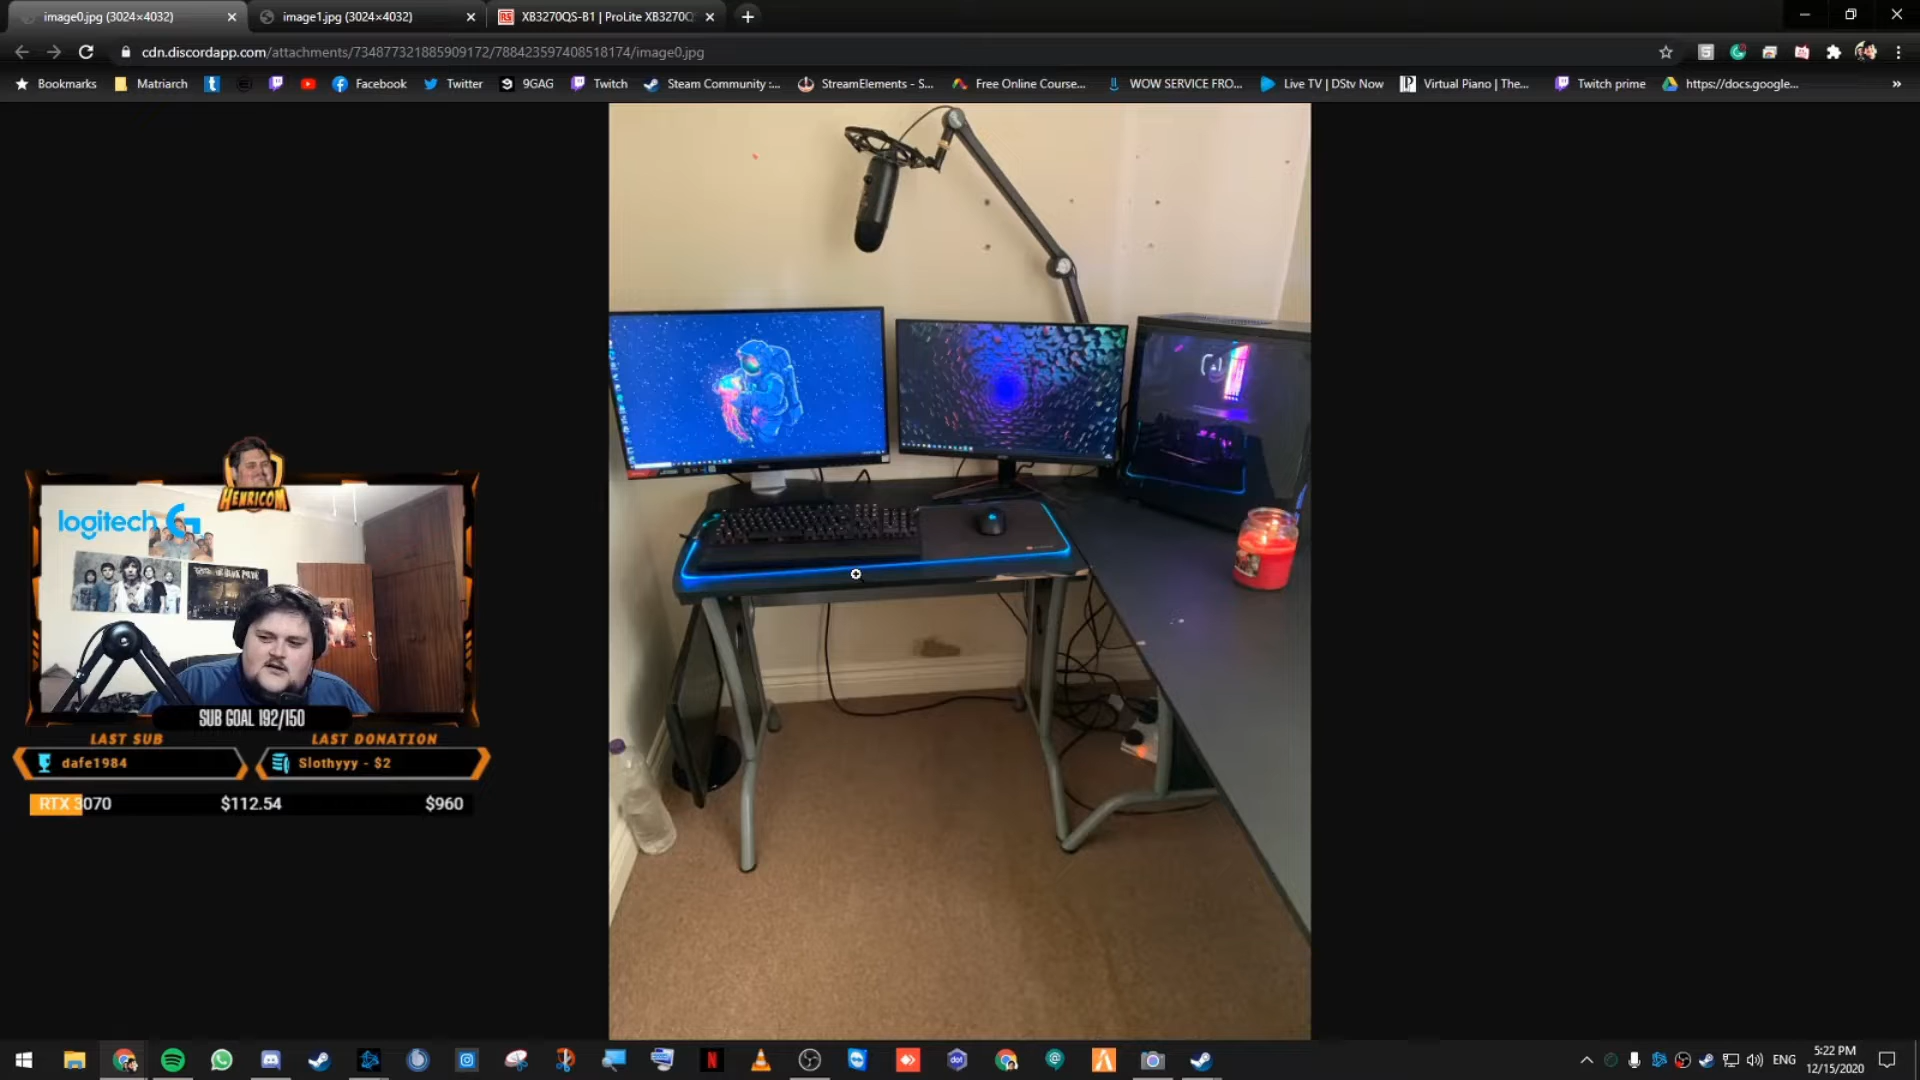 image0.jpg (3024×4032)
image1.jpg (3024×4032)
XB3270QS-B1 | ProLite XB3270Q
cdn.discordapp.com/attachments/734877321885909172/788423597408518174/image0.jpg
Bookmarks
Matriarch
Facebook
Twitter
9GAG
Twitch
Steam Community :...
StreamElements - S...
Free Online Course...
WOW SERVICE FRO...
Live TV | DStv Now
Virtual Piano | The...
Twitch prime
https://docs.google...
HENRICOM
logitech G
SUB GOAL 192/150
LAST SUB
LAST DONATION
dafe1984
Slothyyy - $2
RTX 3070
$112.54
$960
ENG
5:22 PM
12/15/2020